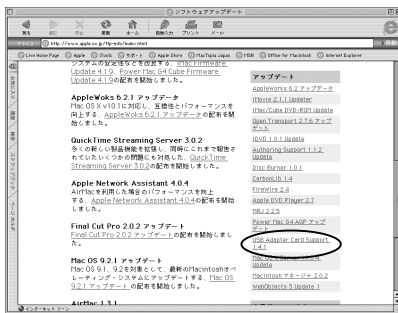 ソフトウェアアップデート
戻る 進む 中止 更新 ホーム 自動入力 プリント メール
http://www.apple.co.jp/ftp-info/index.html
Live Home Page Apple iTools サポート Apple Store MacTopia Japan MSN Office for Macintosh Internet Explorer
システムの安定性などを改善する、iMac Firmware
Update 4.1.9、Power Mac G4 Cube Firmware
Update 4.1.9の配布を開始しました。
AppleWoks 6.2.1 アップデート
Mac OS X v10.1に対応し、互換性とパフォーマンスを
向上する、AppleWorks 6.2.1 アップデートの配布を開
始しました。
QuickTime Streaming Server 3.0.2
多くの新しい製品機能を拡張し、同時にこれまで報告さ
れていたいくつかの問題にも対処した、QuickTime
Streaming Server 3.0.2の配布を開始しました。
Apple Network Assistant 4.0.4
AirMacを利用した場合のパフォーマンスを向上
する、Apple Network Assistant 4.0.4の配布を開始
しました。
Final Cut Pro 2.0.2 アップデート
Final Cut Pro 2.0.2 アップデートの配布を開始しまし
た。
Mac OS 9.2.1 アップデート
Mac OS 9.1、9.2を対象として、最新のMacintoshオペ
レーティング・システムにアップデートする、Mac OS
9.2.1 アップデートの配布を開始しました。
AirMac 1.3.1
アップデート
AppleWorks 6.2 アップデータ
iMovie 2.1.1 Updater
iMac/Cube DVD-ROM Update
Open Transport 2.7.6 アップ
デート
iDVD 1.0.1 Update
Authoring Support 1.1.2
Update
Disc Burner 1.0.1
CarbonLib 1.4
FireWire 2.4
Apple DVD Player 2.7
MRJ 2.2.5
Power Mac G4 AGP アップ
デート
USB Adapter Card Support
1.4.1
Mac OS X Server 10.0.4
Update
Macintosh マネージャ 2.0.2
WebObjects 5 Update 1
インターネットゾーン